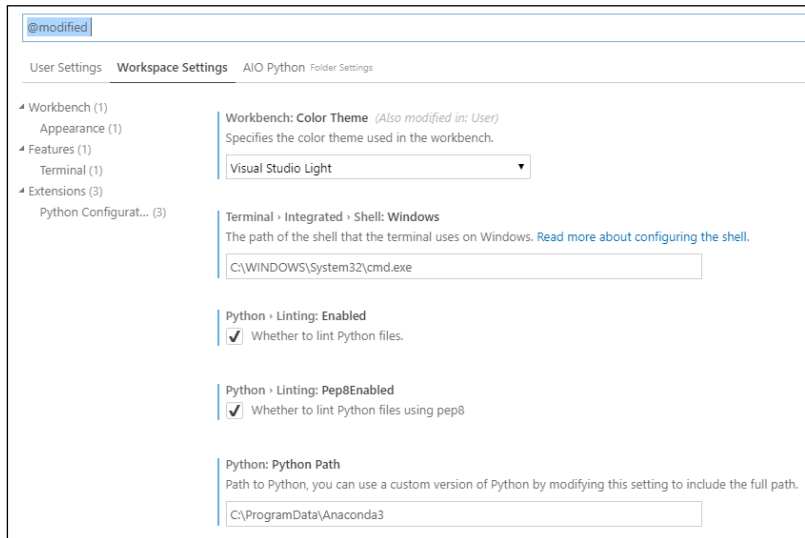 @modified
User Settings Workspace Settings AIO Python Folder Settings
Workbench (1)
Appearance (1)
Features (1)
Terminal (1)
Extensions (3)
Python Configurat... (3)
Workbench: Color Theme (Also modified in: User)
Specifies the color theme used in the workbench.
Visual Studio Light
Terminal › Integrated › Shell: Windows
The path of the shell that the terminal uses on Windows. Read more about configuring the shell.
C:\WINDOWS\System32\cmd.exe
Python › Linting: Enabled
Whether to lint Python files.
Python › Linting: Pep8Enabled
Whether to lint Python files using pep8
Python: Python Path
Path to Python, you can use a custom version of Python by modifying this setting to include the full path.
C:\ProgramData\Anaconda3